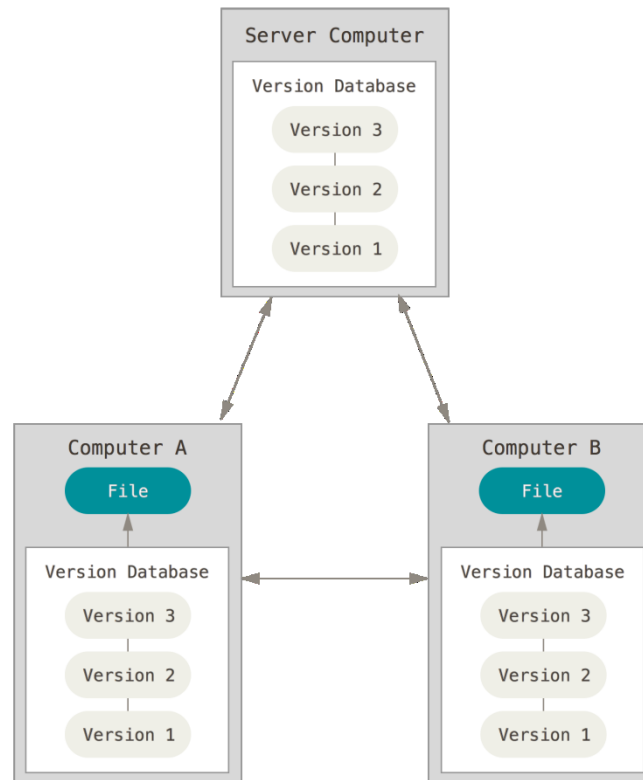 Server Computer
Version Database
Version 3
Version 2
Version 1
Computer A
File
Version Database
Version 3
Version 2
Version 1
Computer B
File
Version Database
Version 3
Version 2
Version 1